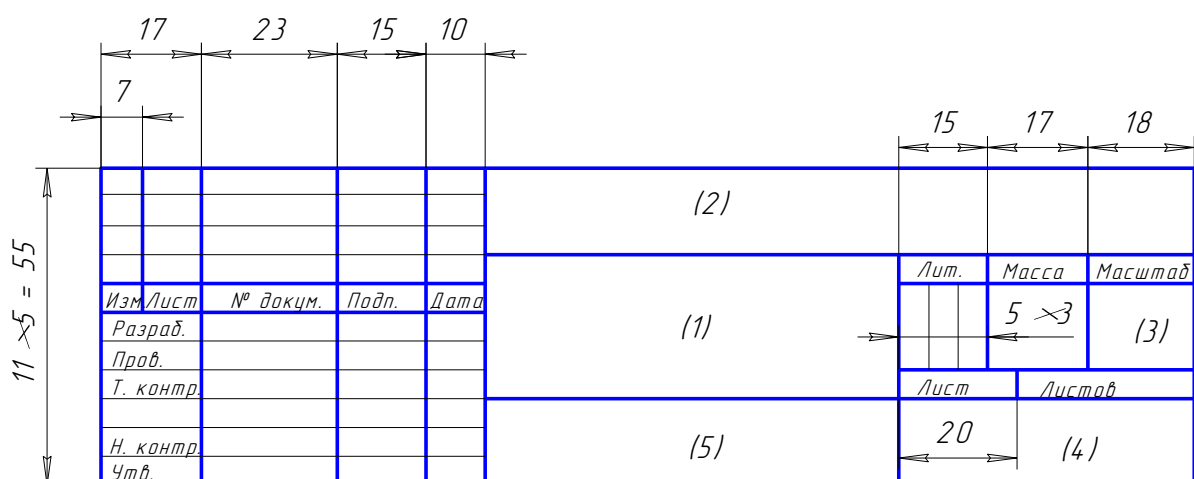 17 23 15 10
7
15 17 18
(2)
11 × 5 = 55
Лит. Масса Масштаб
Изм Лист № докум. Подп. Дата
(1) 5 × 3 (3)
Разраб.
Пров.
Т. контр. Лист Листов
Н. контр. (5) 20 (4)
Утв.